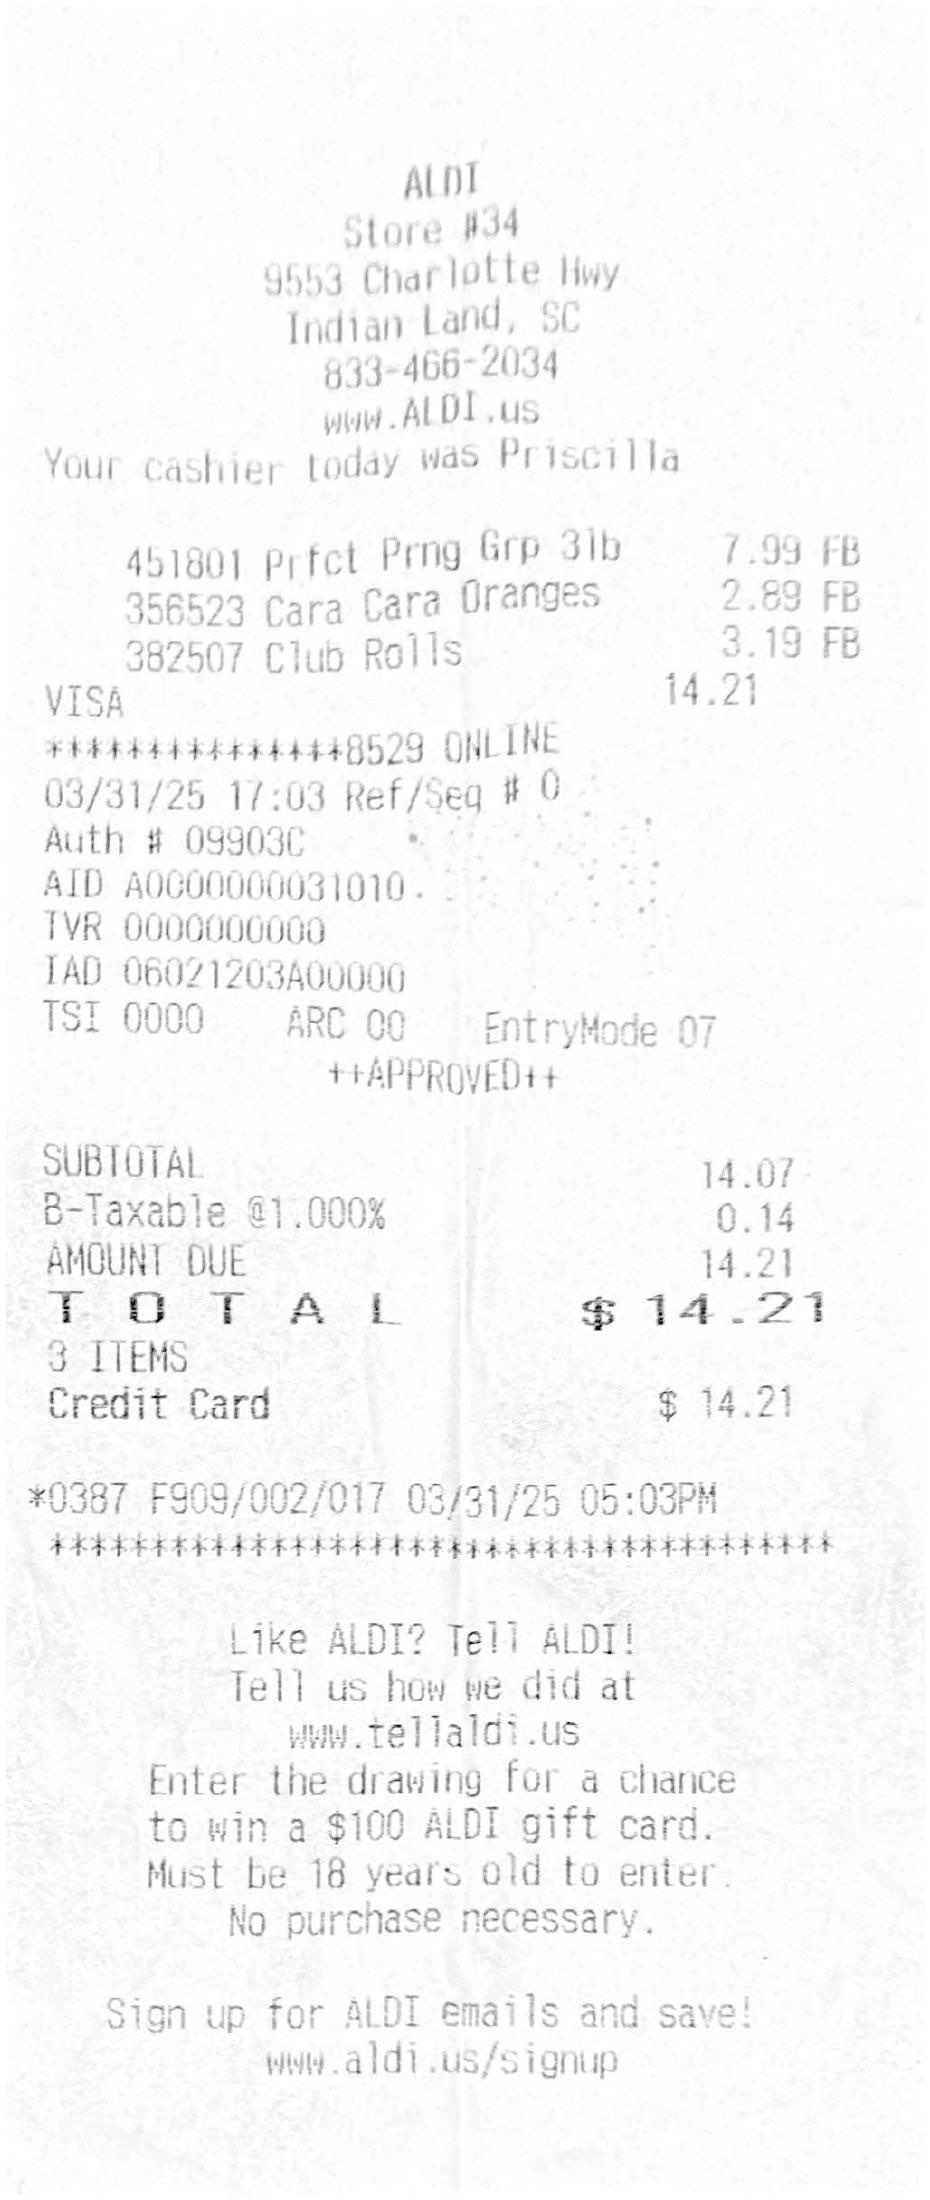 ALDI
Store #34
9553 Charlotte Hwy
Indian Land, SC
833-466-2034
www.ALDI.us
Your cashier today was Priscilla
451801 Prfct Prng Grp 3lb 7.99 FB
356523 Cara Cara Oranges 2.89 FB
382507 Club Rolls 3.19 FB
VISA 14.21
***************8529 ONLINE
03/31/25 17:03 Ref/Seq # 0
Auth # 09903C
AID A0000000031010
TVR 0000000000
IAD 06021203A00000
TSI 0000 ARC 00 EntryMode 07
++APPROVED++
SUBTOTAL 14.07
B-Taxable @1.000% 0.14
AMOUNT DUE 14.21
T O T A L $ 14.21
3 ITEMS
Credit Card $ 14.21
*0387 F909/002/017 03/31/25 05:03PM
***************************************
Like ALDI? Tell ALDI!
Tell us how we did at
www.tellaldi.us
Enter the drawing for a chance
to win a $100 ALDI gift card.
Must be 18 years old to enter.
No purchase necessary.
Sign up for ALDI emails and save!
www.aldi.us/signup